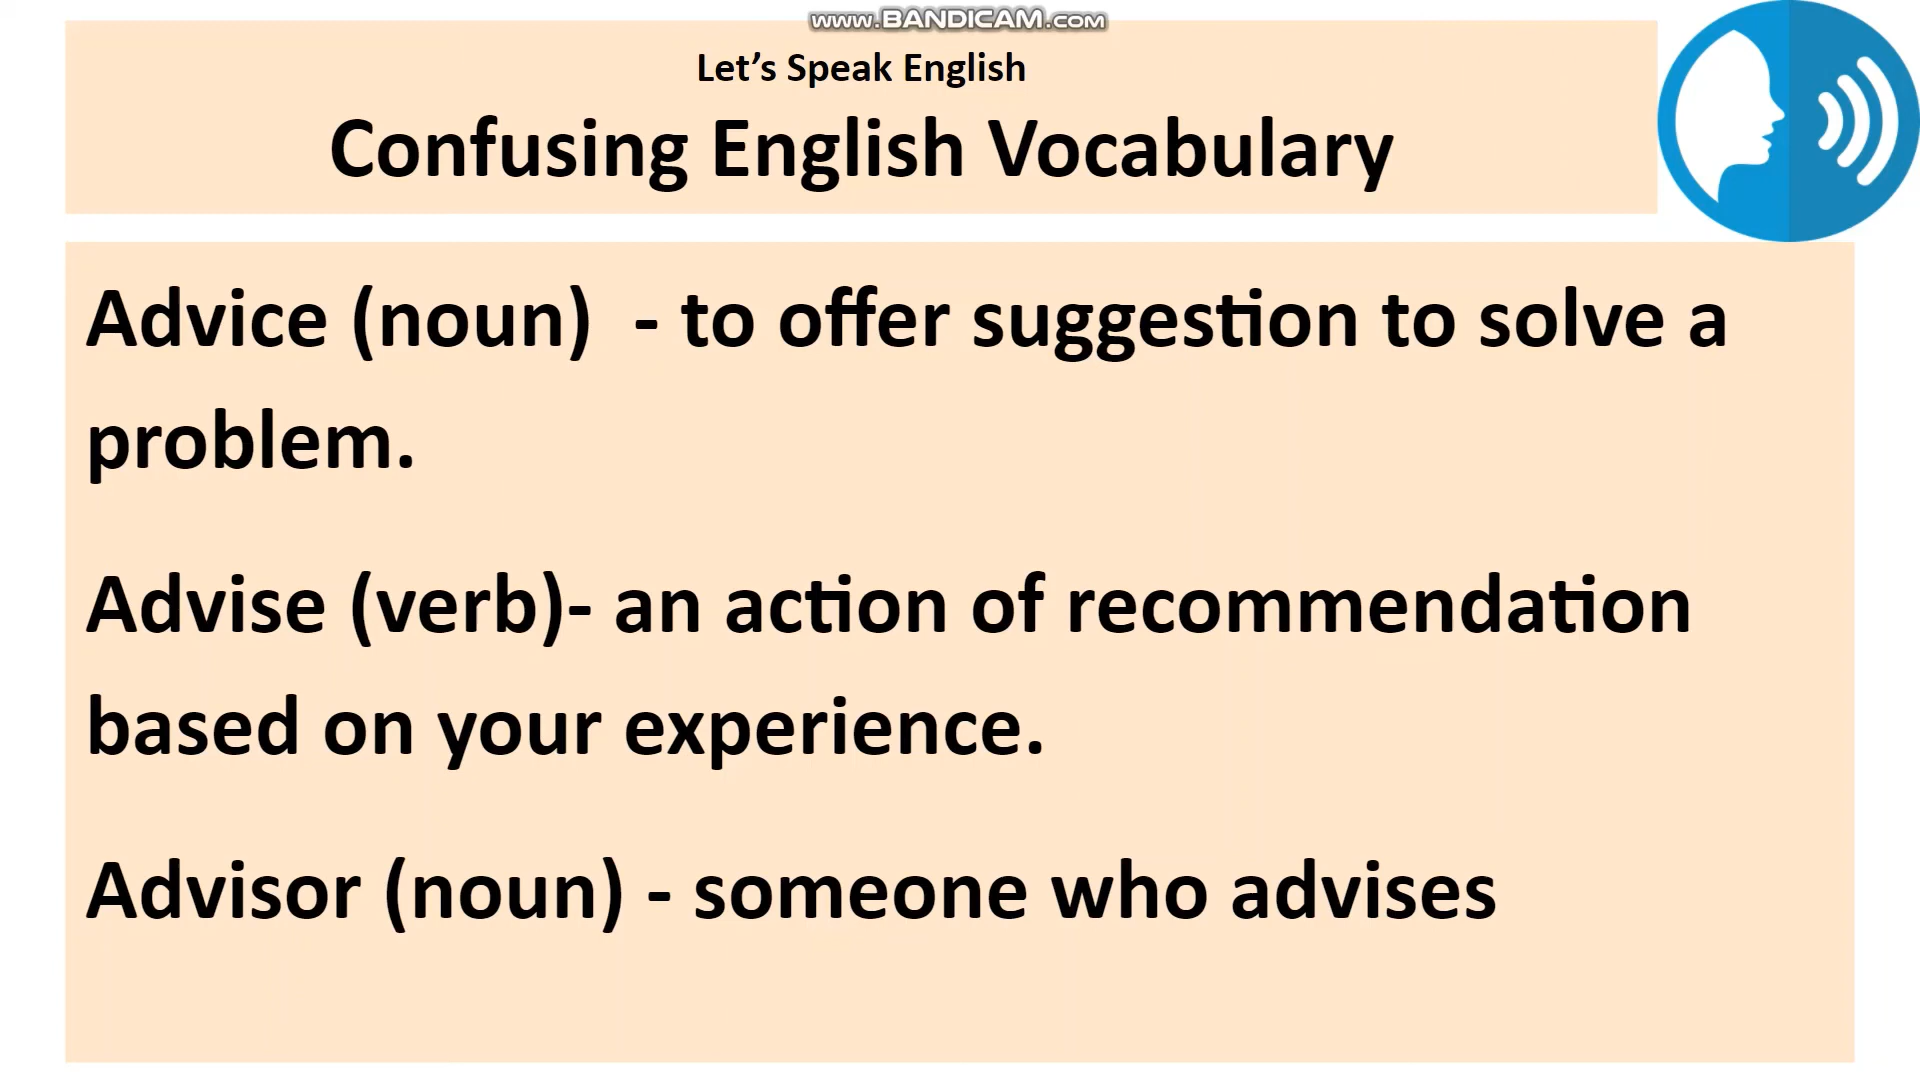 www.BANDICAM.com
Let’s Speak English
Confusing English Vocabulary
Advice (noun)  - to offer suggestion to solve a
problem.
Advise (verb)- an action of recommendation
based on your experience.
Advisor (noun) - someone who advises